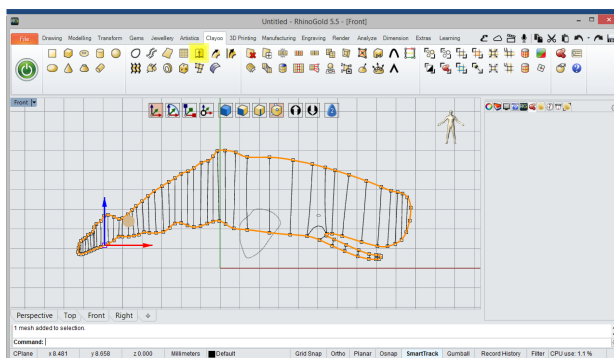 Untitled - RhinoGold 5.5 - [Front]
File Drawing Modelling Transform Gems Jewellery Artistics Clayoo 3D Printing Manufacturing Engraving Render Analyze Dimension Extras Learning
Front
Perspective Top Front Right
1 mesh added to selection.
Command:
CPlane x 8.481 y 8.658 z 0.000 Millimeters Default Grid Snap Ortho Planar Osnap SmartTrack Gumball Record History Filter CPU use: 1.1 %